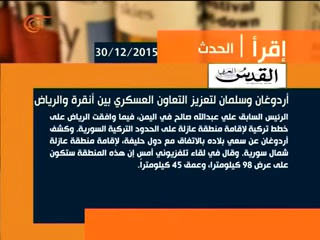 إقرأ | الحدث
30/12/2015
القدس العربي
أردوغان وسلمان لتعزيز التعاون العسكري بين أنقرة والرياض
الرئيس السابق علي عبدالله صالح في اليمن، فيما وافقت الرياض على
خطط تركية لإقامة منطقة عازلة على الحدود التركية السورية. وكشف
أردوغان عن سعي بلاده بالاتفاق مع دول حليفة، لإقامة منطقة عازلة
شمال سورية. وقال في لقاء تلفزيوني أمس إن هذه المنطقة ستكون
على عرض 98 كيلومترا، وعمق 45 كيلومترا.